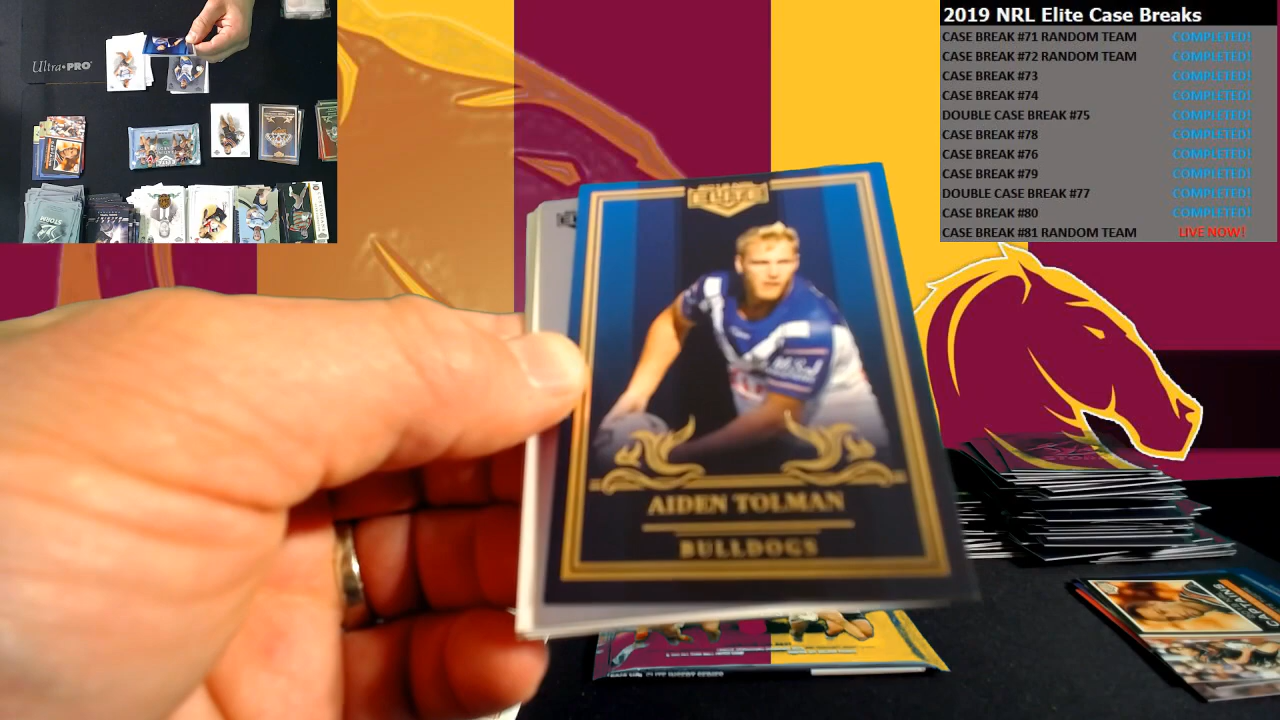 2019 NRL Elite Case Breaks
CASE BREAK #71 RANDOM TEAM COMPLETED!
CASE BREAK #72 RANDOM TEAM COMPLETED!
CASE BREAK #73 COMPLETED!
CASE BREAK #74 COMPLETED!
DOUBLE CASE BREAK #75 COMPLETED!
CASE BREAK #78 COMPLETED!
CASE BREAK #76 COMPLETED!
CASE BREAK #79 COMPLETED!
DOUBLE CASE BREAK #77 COMPLETED!
CASE BREAK #80 COMPLETED!
CASE BREAK #81 RANDOM TEAM LIVE NOW!
Ultra•PRO
STORM
ELITE
AIDEN TOLMAN
BULLDOGS